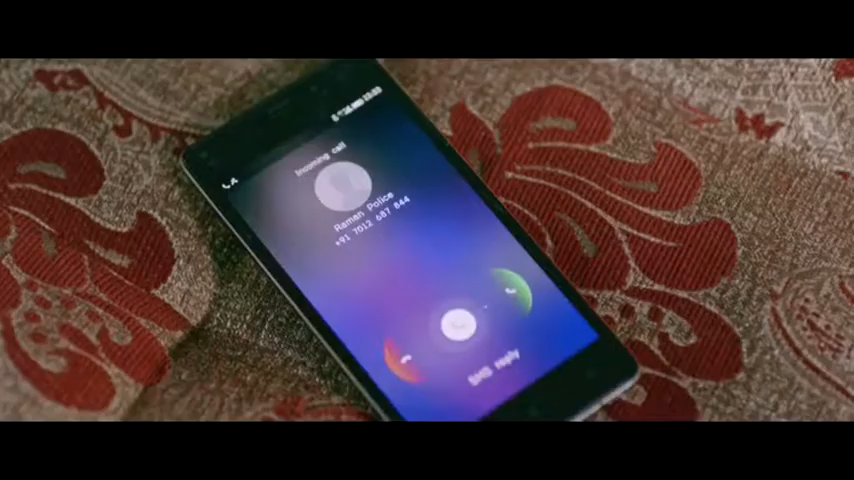 Incoming call
Raman Police
+91 7012 687 844
SMS reply